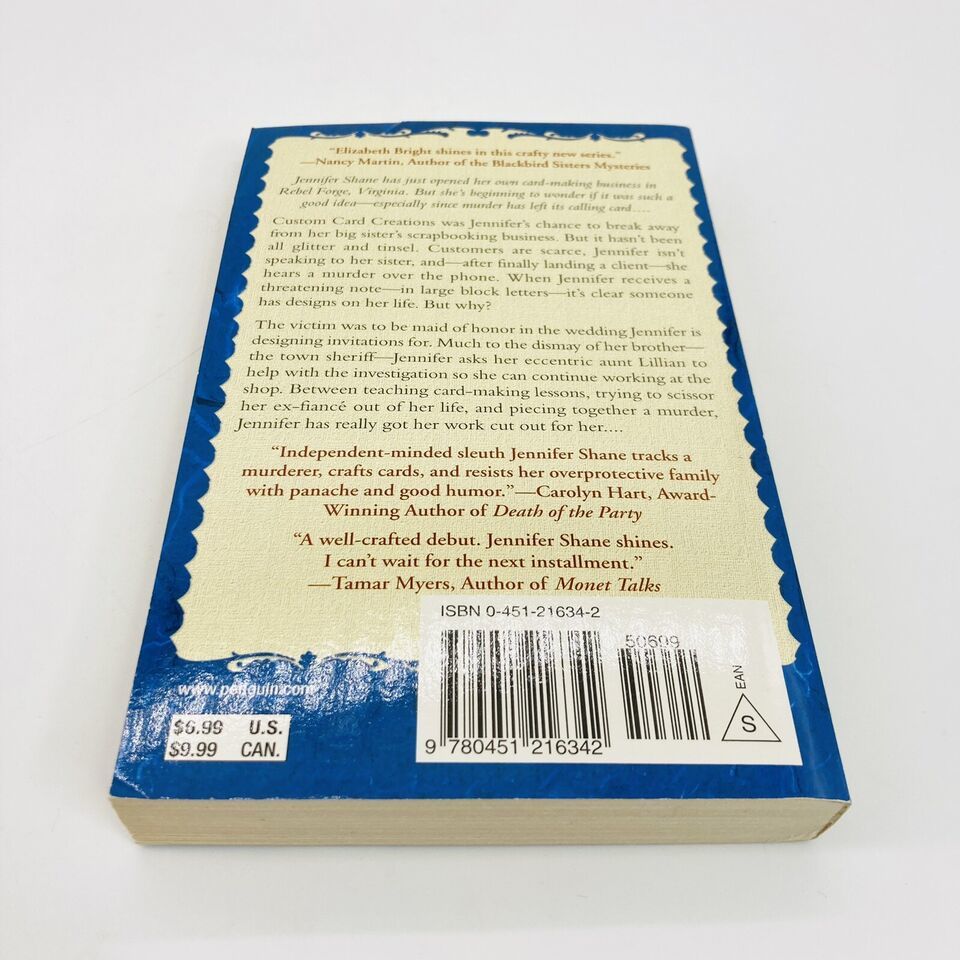 "Elizabeth Bright shines in this crafty new series."
—Nancy Martin, Author of the Blackbird Sisters Mysteries
Jennifer Shane has just opened her own card-making business in
Rebel Forge, Virginia. But she's beginning to wonder if it was such a
good idea—especially since murder has left its calling card....
Custom Card Creations was Jennifer's chance to break away
from her big sister's scrapbooking business. But it hasn't been
all glitter and tinsel. Customers are scarce, Jennifer isn't
speaking to her sister, and—after finally landing a client—she
hears a murder over the phone. When Jennifer receives a
threatening note—in large block letters—it's clear someone
has designs on her life. But why?
The victim was to be maid of honor in the wedding Jennifer is
designing invitations for. Much to the dismay of her brother—
the town sheriff—Jennifer asks her eccentric aunt Lillian to
help with the investigation so she can continue working at the
shop. Between teaching card-making lessons, trying to scissor
her ex-fiancé out of her life, and piecing together a murder,
Jennifer has really got her work cut out for her....
"Independent-minded sleuth Jennifer Shane tracks a
murderer, crafts cards, and resists her overprotective family
with panache and good humor."—Carolyn Hart, Award-
Winning Author of Death of the Party
"A well-crafted debut. Jennifer Shane shines.
I can't wait for the next installment."
—Tamar Myers, Author of Monet Talks
ISBN 0-451-21634-2
50699
EAN
S
9 780451 216342
www.penguin.com
$6.99 U.S.
$9.99 CAN.